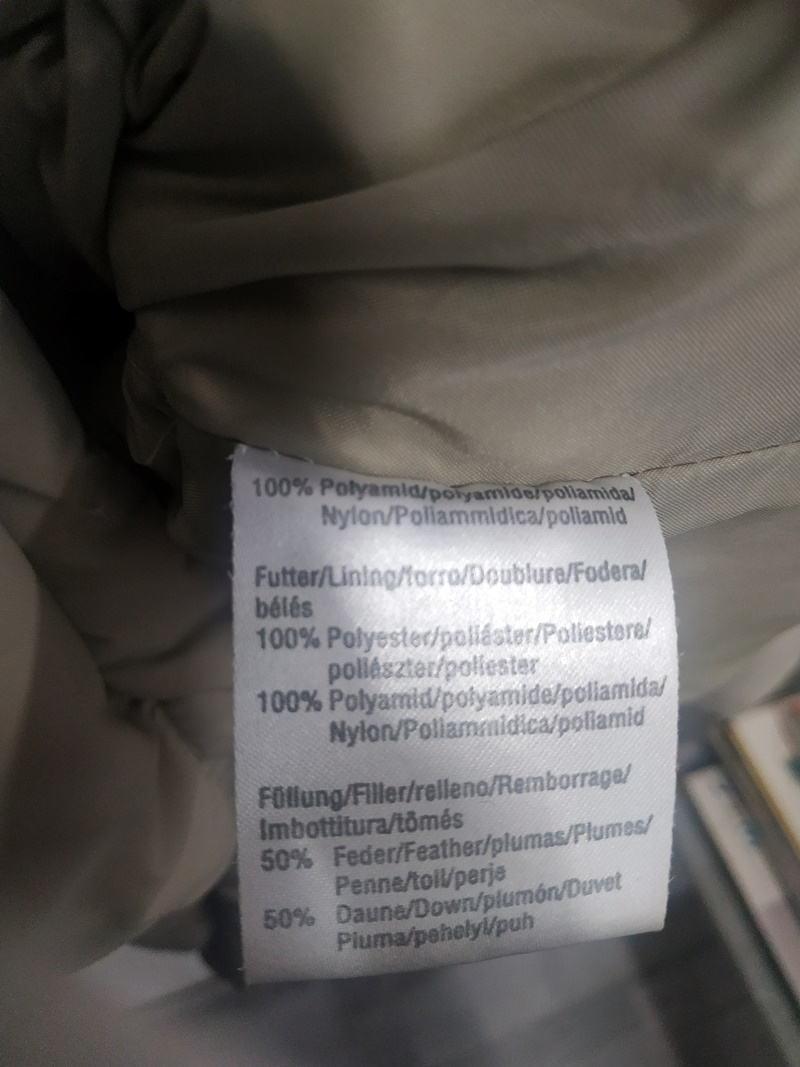 100% Polyamid/polyamide/poliamida/
Nylon/Poliammidica/poliamid
Futter/Lining/forro/Doublure/Fodera/
bélés
100% Polyester/poliéster/Poliestere/
poliészter/poliester
100% Polyamid/polyamide/poliamida/
Nylon/Poliammidica/poliamid
Füllung/Filler/relleno/Remborrage/
Imbottitura/tömés
50% Feder/Feather/plumas/Plumes/
Penne/toll/perje
50% Daune/Down/plumón/Duvet
Piuma/pehelyl/puh